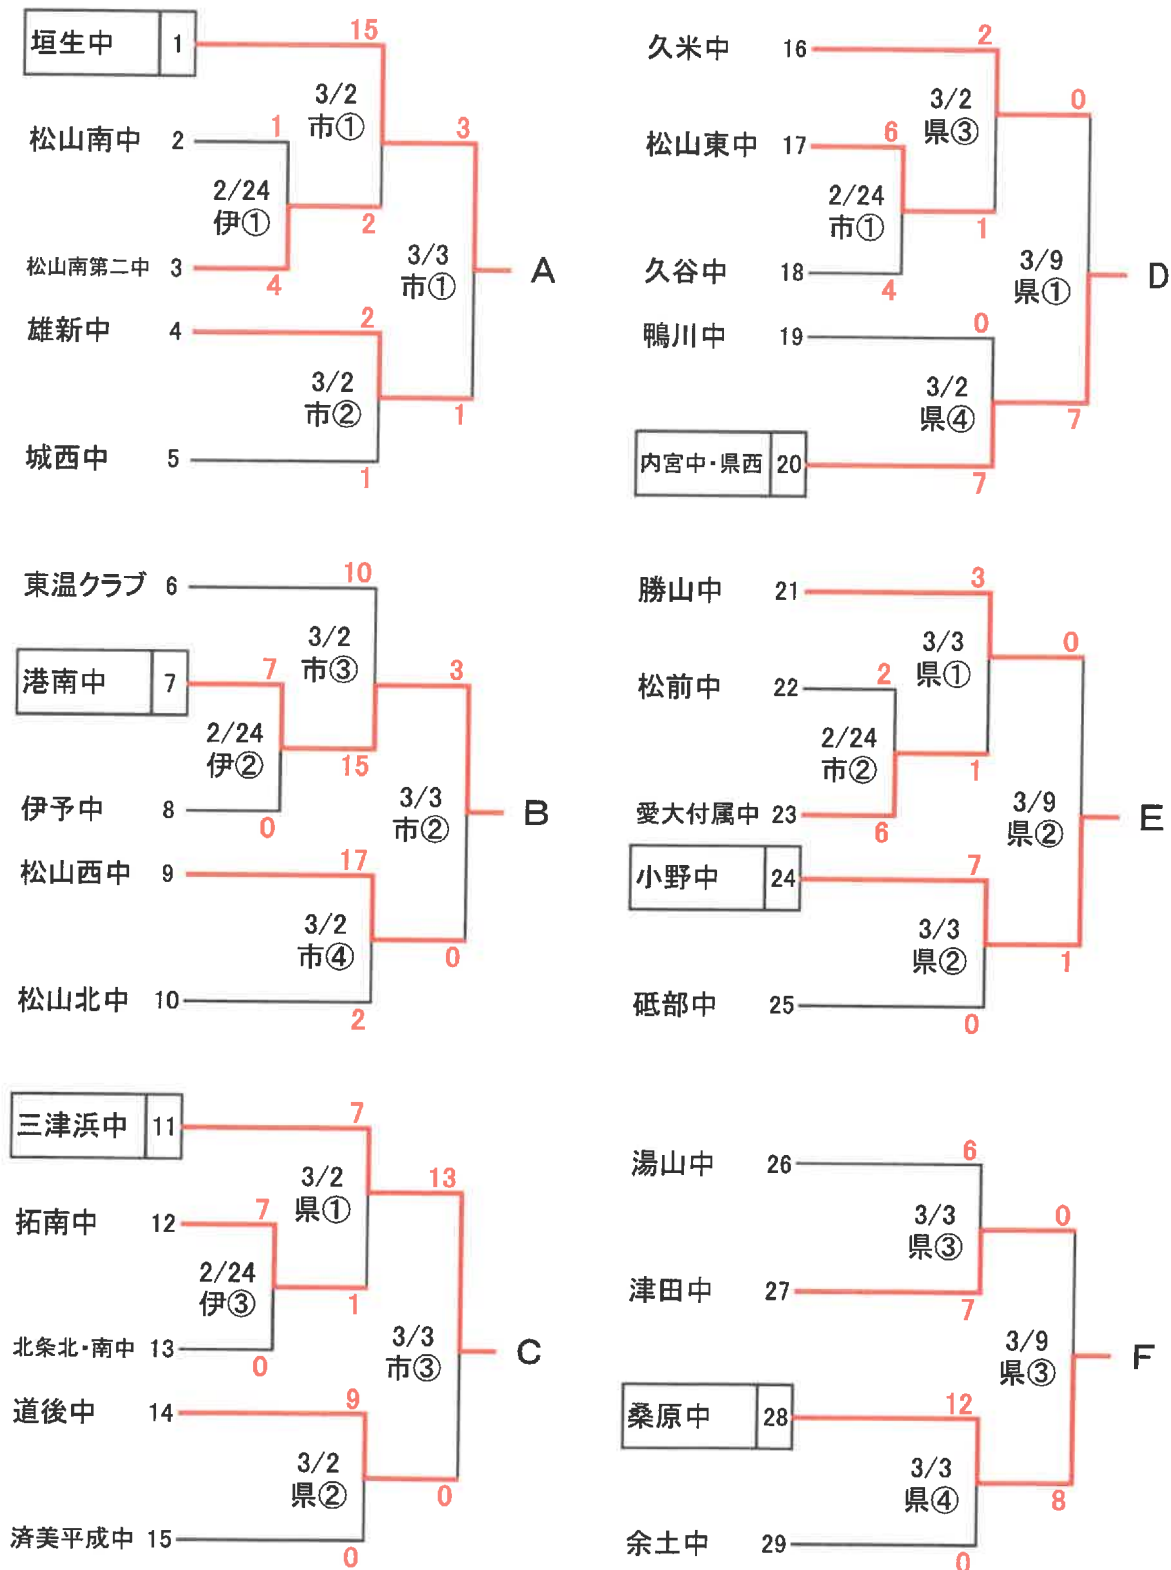 垣生中 1
15
3/2
市①
松山南中 2
1
3
2/24
伊①
2
松山南第二中 3
4
3/3
市①
A
雄新中 4
2
3/2
市②
1
城西中 5
1
東温クラブ 6
10
3/2
市③
港南中 7
7
3
2/24
伊②
15
伊予中 8
0
3/3
市②
B
松山西中 9
17
3/2
市④
0
松山北中 10
2
三津浜中 11
7
3/2
県①
13
拓南中 12
7
2/24
伊③
1
北条北・南中 13
0
3/3
市③
C
道後中 14
9
3/2
県②
0
済美平成中 15
0
久米中 16
2
3/2
県③
0
松山東中 17
6
2/24
市①
1
久谷中 18
4
3/9
県①
D
鴨川中 19
0
3/2
県④
7
内宮中・県西 20
7
勝山中 21
3
3/3
県①
0
松前中 22
2
2/24
市②
1
愛大付属中 23
6
3/9
県②
E
小野中 24
7
3/3
県②
1
砥部中 25
0
湯山中 26
6
3/3
県③
0
津田中 27
7
3/9
県③
F
桑原中 28
12
3/3
県④
8
余土中 29
0